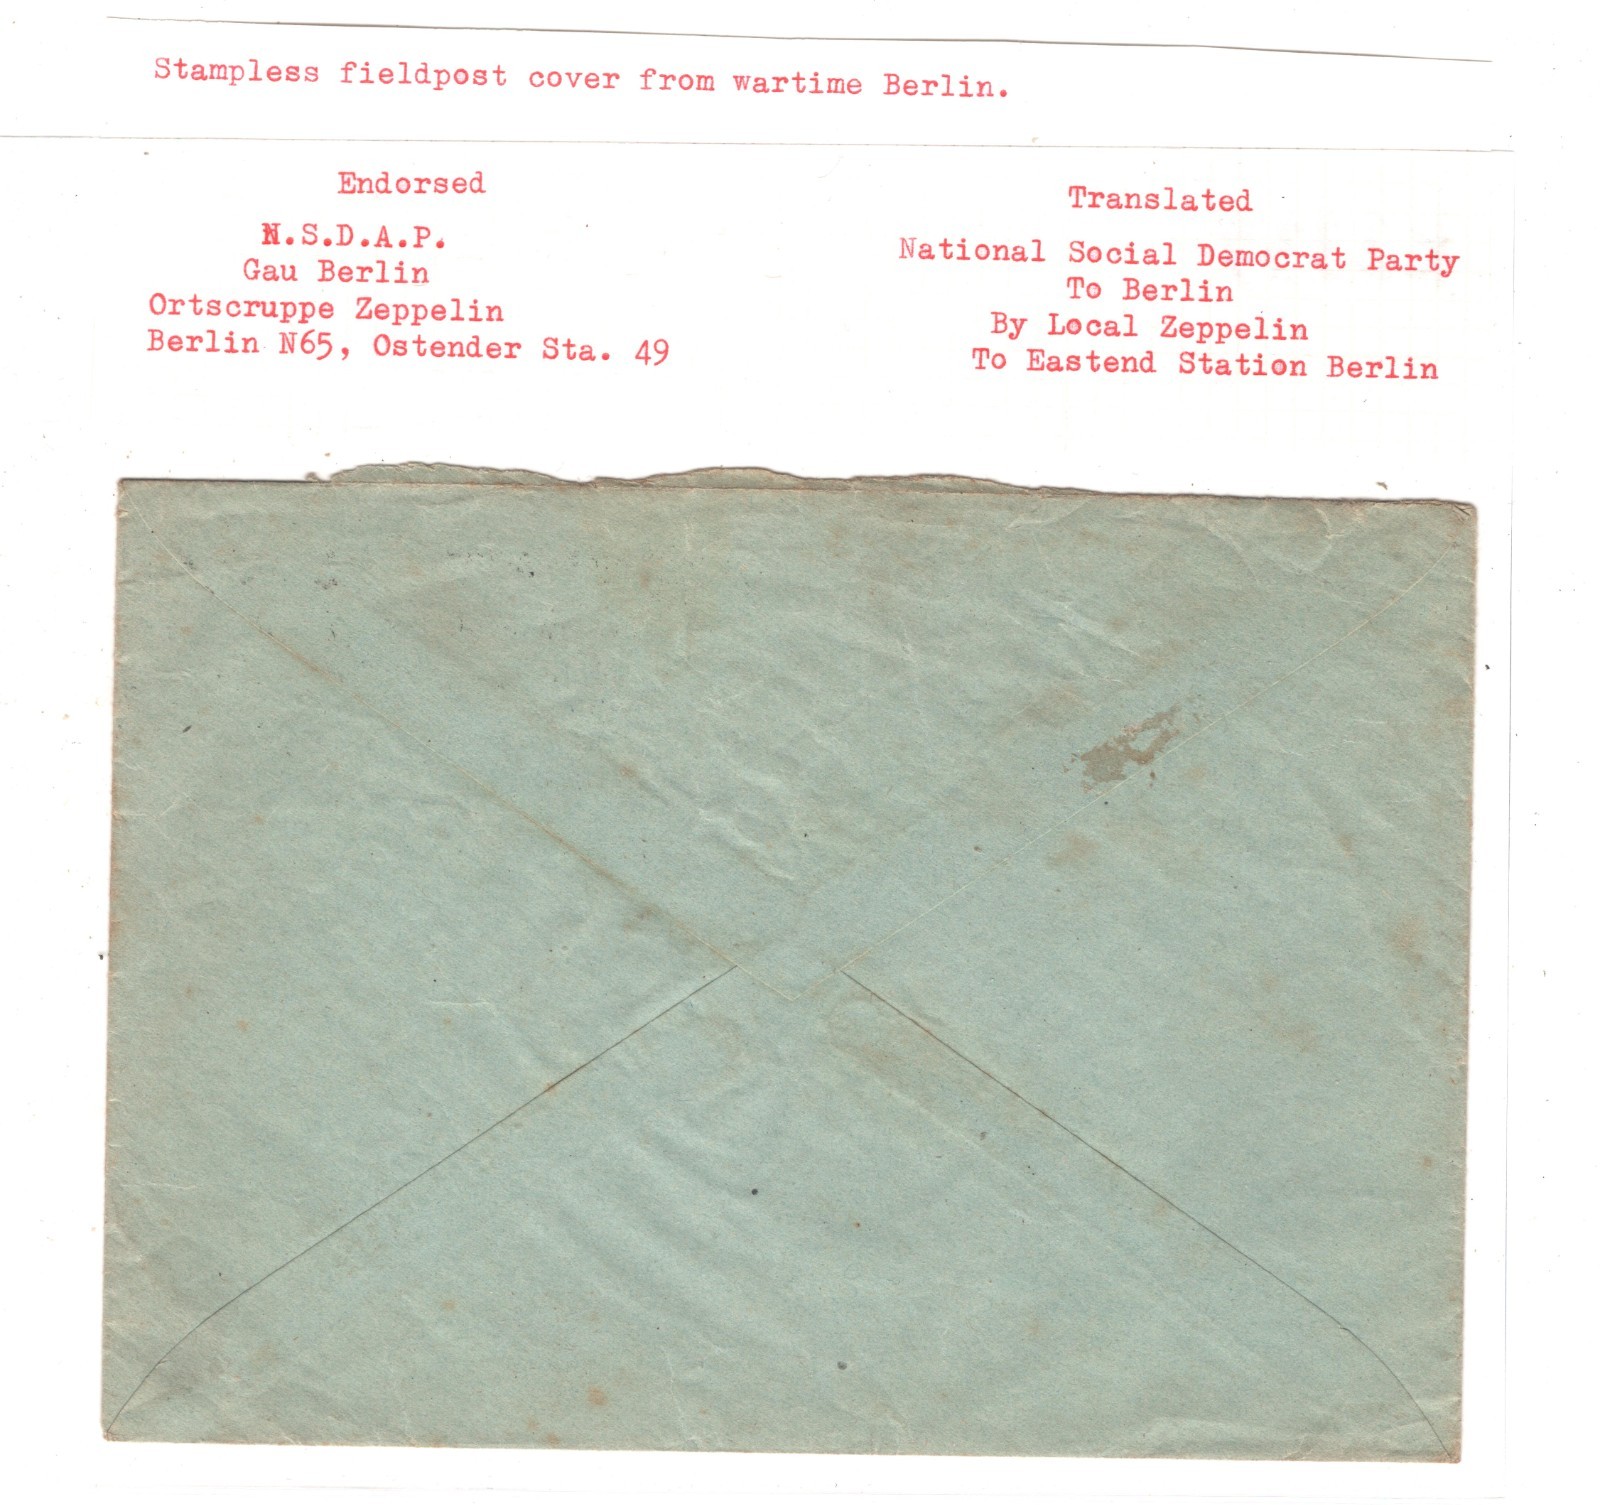 Stampless fieldpost cover from wartime Berlin.
Endorsed
N.S.D.A.P.
Gau Berlin
Ortscruppe Zeppelin
Berlin N65, Ostender Sta. 49
Translated
National Social Democrat Party
To Berlin
By Local Zeppelin
To Eastend Station Berlin